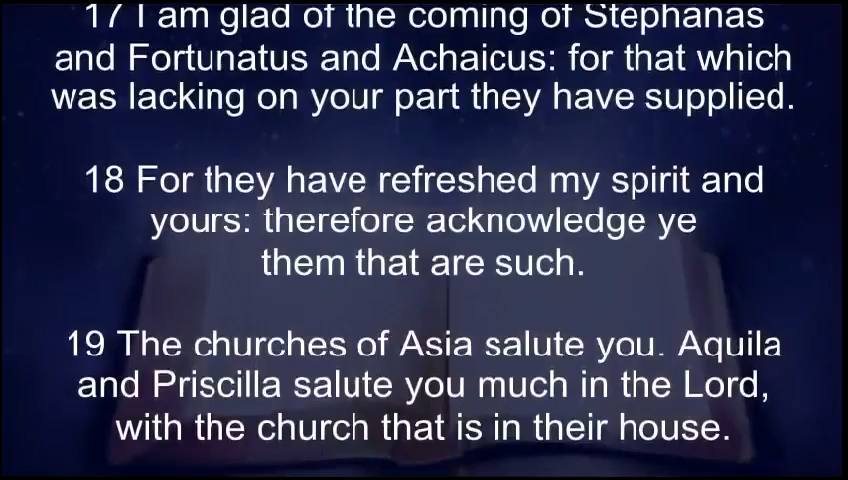 17 I am glad of the coming of Stephanas
and Fortunatus and Achaicus: for that which
was lacking on your part they have supplied.
18 For they have refreshed my spirit and
yours: therefore acknowledge ye
them that are such.
19 The churches of Asia salute you. Aquila
and Priscilla salute you much in the Lord,
with the church that is in their house.